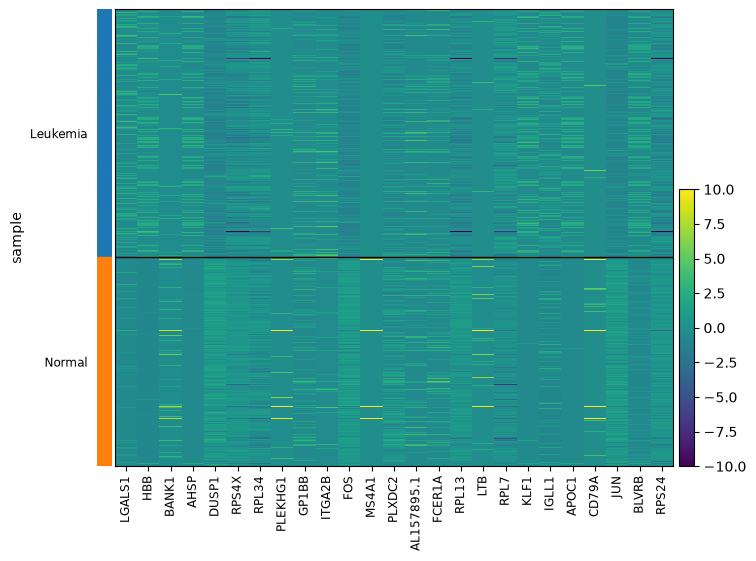 Leukemia
Normal
sample
10.0
7.5
5.0
2.5
0.0
−2.5
−5.0
−7.5
−10.0
LGALS1
HBB
BANK1
AHSP
DUSP1
RPS4X
RPL34
PLEKHG1
GP1BB
ITGA2B
FOS
MS4A1
PLXDC2
AL157895.1
FCER1A
RPL13
LTB
RPL7
KLF1
IGLL1
APOC1
CD79A
JUN
BLVRB
RPS24